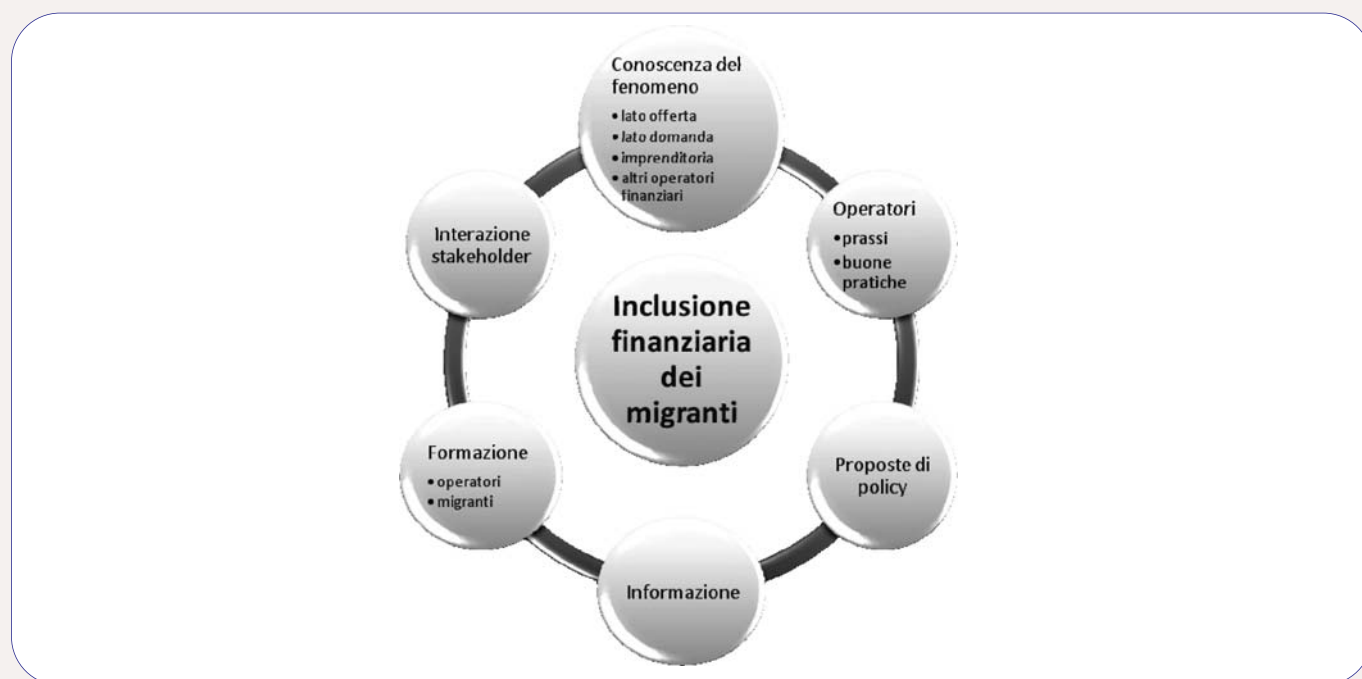 Conoscenza del
fenomeno
• lato offerta
• lato domanda
• imprenditoria
• altri operatori
finanziari
Operatori
• prassi
• buone
pratiche
Proposte di
policy
Informazione
Formazione
• operatori
• migranti
Interazione
stakeholder
Inclusione
finanziaria
dei
migranti